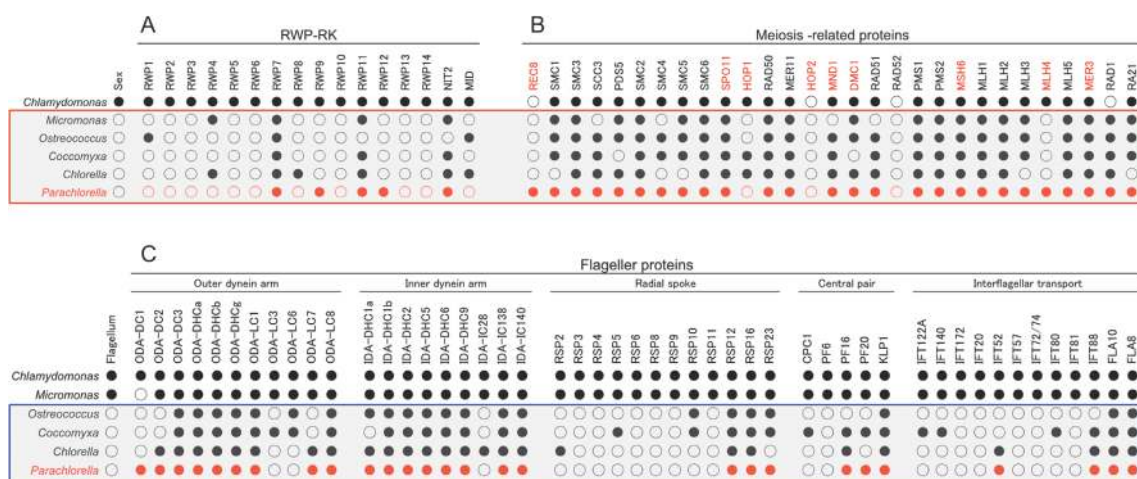 A
RWP-RK
Sex
RWP1
RWP2
RWP3
RWP4
RWP5
RWP6
RWP7
RWP8
RWP9
RWP10
RWP11
RWP12
RWP13
RWP14
NIT2
MID
B
Meiosis -related proteins
REC8
SMC1
SMC3
SCC3
PDS5
SMC2
SMC4
SMC5
SMC6
SPO11
HOP1
RAD50
MER11
HOP2
MND1
DMC1
RAD51
RAD52
PMS1
PMS2
MSH6
MLH1
MLH2
MLH3
MLH4
MLH5
MER3
RAD1
RA21
Chlamydomonas
Micromonas
Ostreococcus
Coccomyxa
Chlorella
Parachlorella
C
Flageller proteins
Outer dynein arm
Inner dynein arm
Radial spoke
Central pair
Interflagellar transport
Flagellum
ODA-DC1
ODA-DC2
ODA-DC3
ODA-DHCa
ODA-DHCb
ODA-DHCg
ODA-LC1
ODA-LC3
ODA-LC6
ODA-LC7
ODA-LC8
IDA-DHC1a
IDA-DHC1b
IDA-DHC2
IDA-DHC5
IDA-DHC6
IDA-DHC9
IDA-IC28
IDA-IC138
IDA-IC140
RSP2
RSP3
RSP4
RSP5
RSP6
RSP8
RSP9
RSP10
RSP11
RSP12
RSP16
RSP23
CPC1
PF6
PF16
PF20
KLP1
IFT122A
IFT140
IFT172
IFT20
IFT52
IFT57
IFT72/74
IFT80
IFT81
IFT88
FLA10
FLA8
Chlamydomonas
Micromonas
Ostreococcus
Coccomyxa
Chlorella
Parachlorella